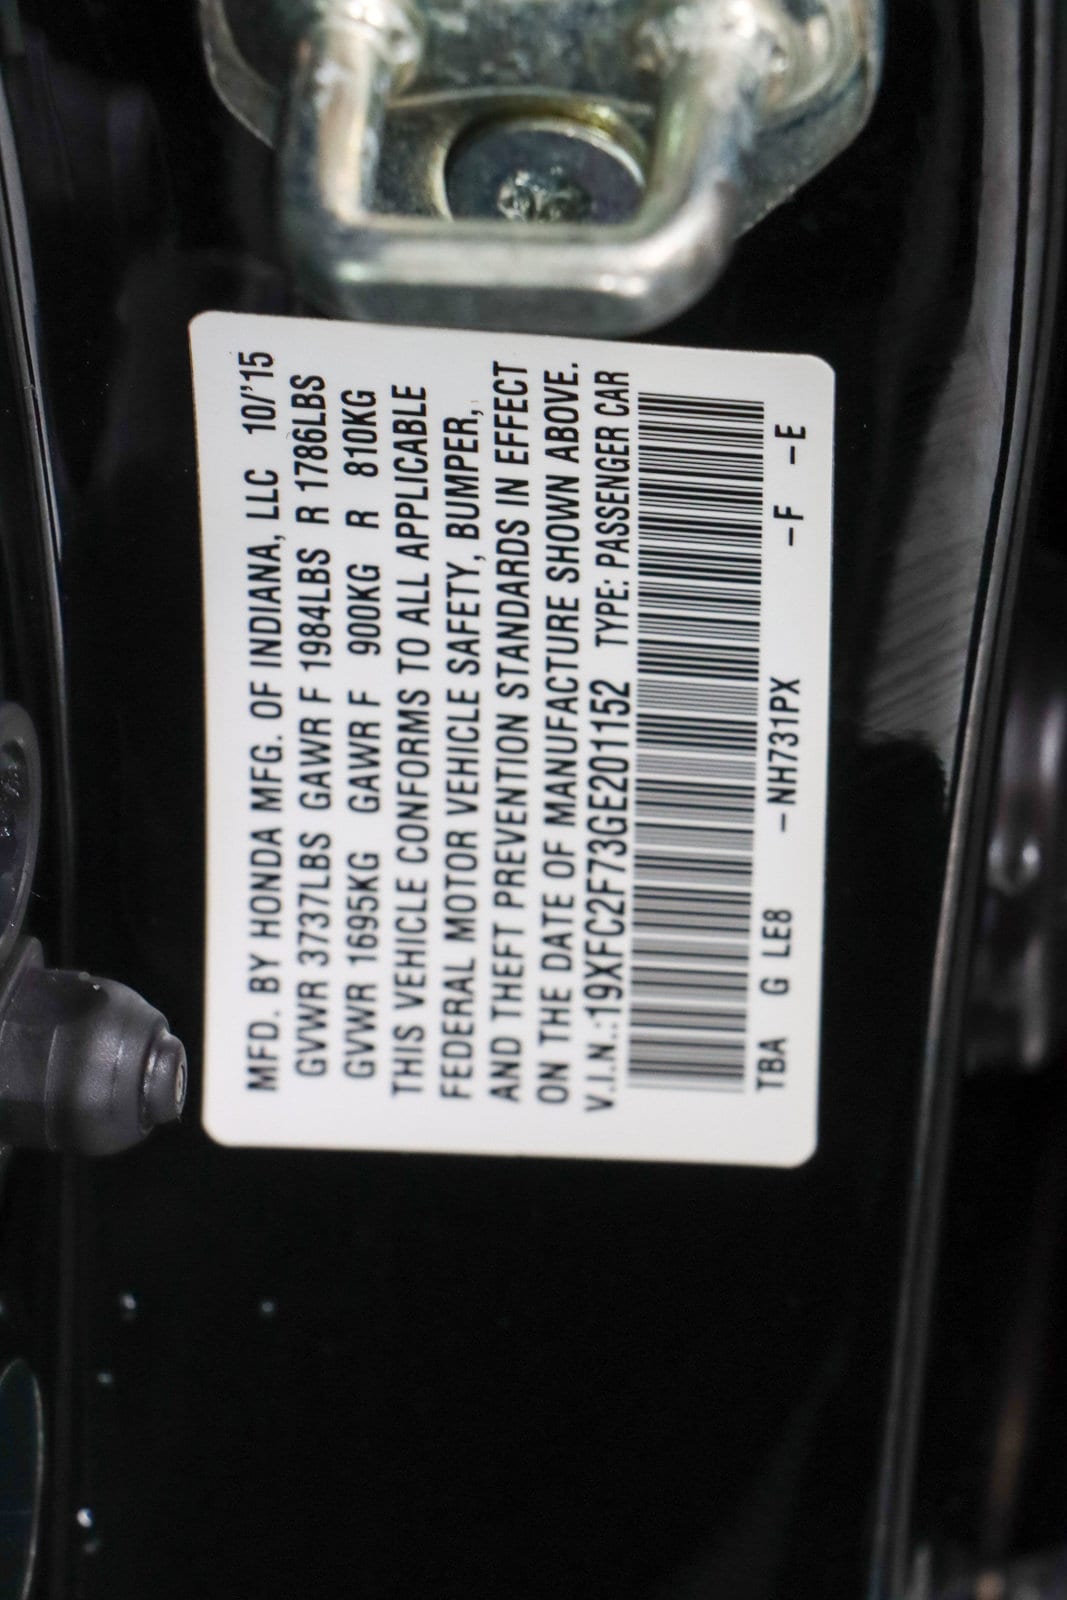 MFD. BY HONDA MFG. OF INDIANA, LLC 10/'15
GVWR 3737LBS GAWR F 1984LBS R 1786LBS
GVWR 1695KG GAWR F 900KG R 810KG
THIS VEHICLE CONFORMS TO ALL APPLICABLE
FEDERAL MOTOR VEHICLE SAFETY, BUMPER,
AND THEFT PREVENTION STANDARDS IN EFFECT
ON THE DATE OF MANUFACTURE SHOWN ABOVE.
V.I.N.:19XFC2F73GE201152 TYPE: PASSENGER CAR
TBA G LE8 –NH731PX –F –E